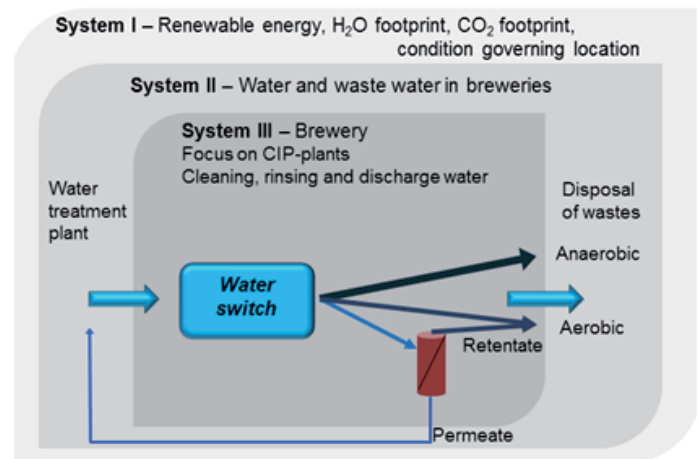 System I – Renewable energy, H₂O footprint, CO₂ footprint,
condition governing location
System II – Water and waste water in breweries
System III – Brewery
Focus on CIP-plants
Cleaning, rinsing and discharge water
Water
treatment
plant
Disposal
of wastes
Anaerobic
Water
switch
Aerobic
Retentate
Permeate